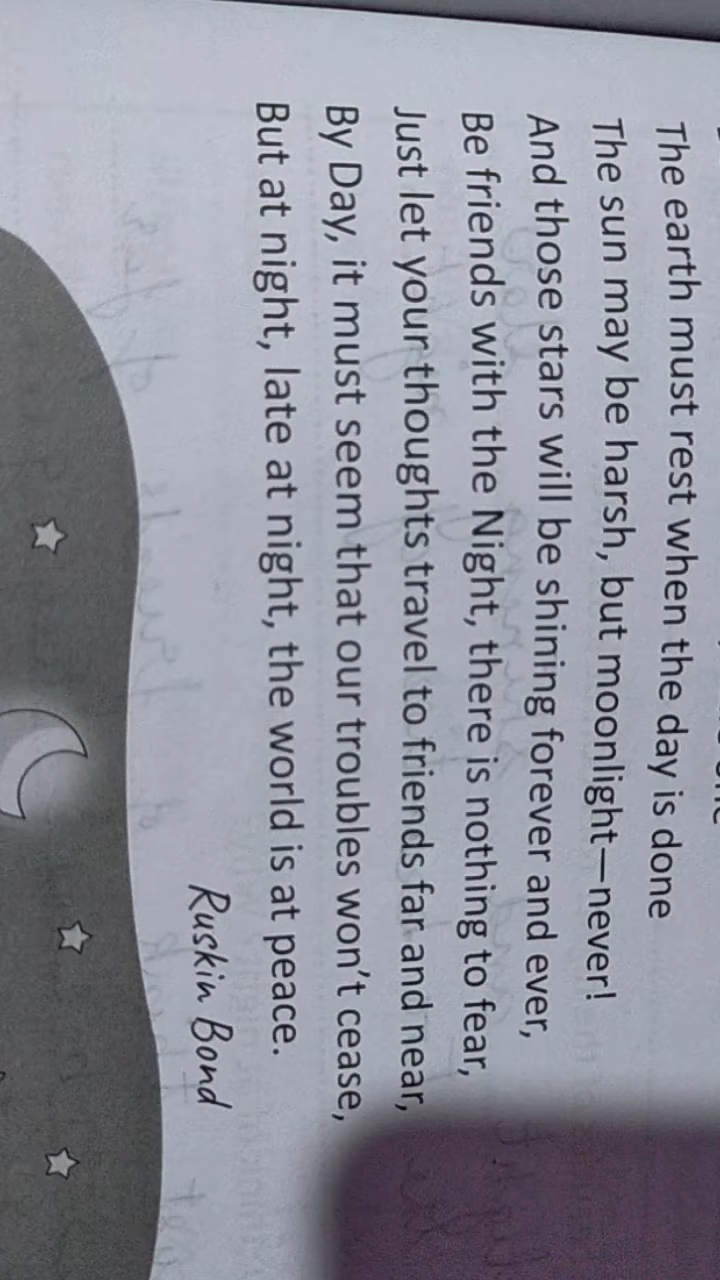 The earth must rest when the day is done
The sun may be harsh, but moonlight—never!
And those stars will be shining forever and ever,
Be friends with the Night, there is nothing to fear,
Just let your thoughts travel to friends far and near,
By Day, it must seem that our troubles won't cease,
But at night, late at night, the world is at peace.
Ruskin Bond